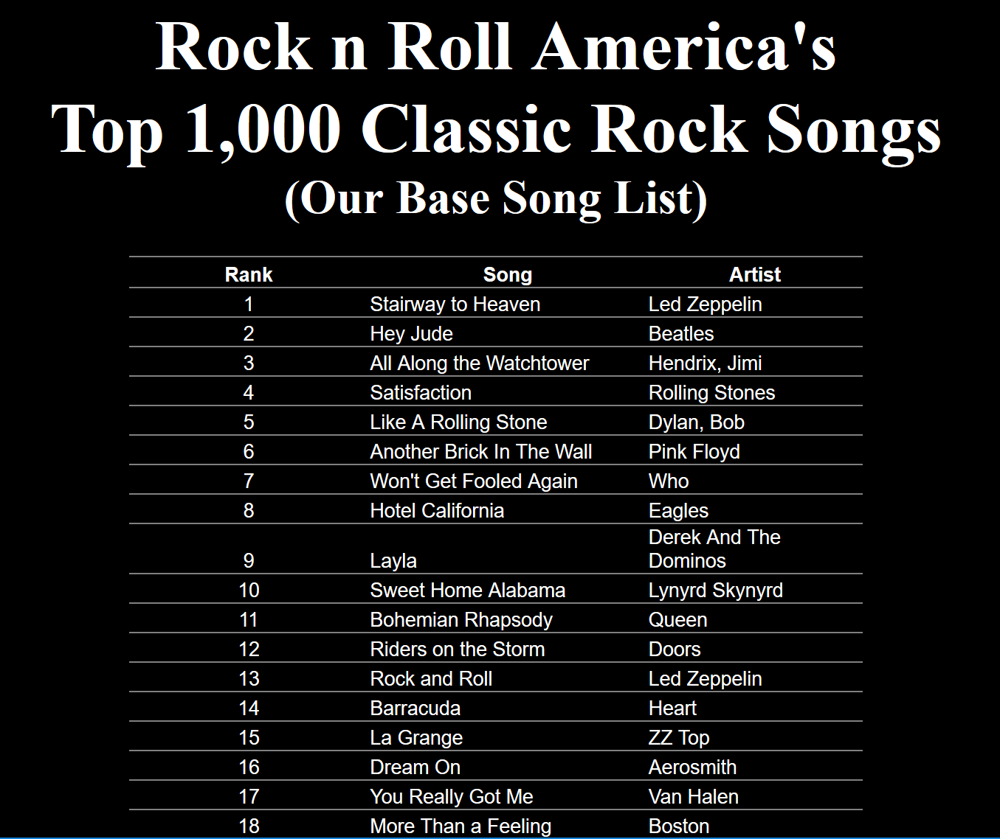 Rock n Roll America's
Top 1,000 Classic Rock Songs
(Our Base Song List)
Rank Song Artist
1 Stairway to Heaven Led Zeppelin
2 Hey Jude Beatles
3 All Along the Watchtower Hendrix, Jimi
4 Satisfaction Rolling Stones
5 Like A Rolling Stone Dylan, Bob
6 Another Brick In The Wall Pink Floyd
7 Won't Get Fooled Again Who
8 Hotel California Eagles
9 Layla Derek And The
Dominos
10 Sweet Home Alabama Lynyrd Skynyrd
11 Bohemian Rhapsody Queen
12 Riders on the Storm Doors
13 Rock and Roll Led Zeppelin
14 Barracuda Heart
15 La Grange ZZ Top
16 Dream On Aerosmith
17 You Really Got Me Van Halen
18 More Than a Feeling Boston